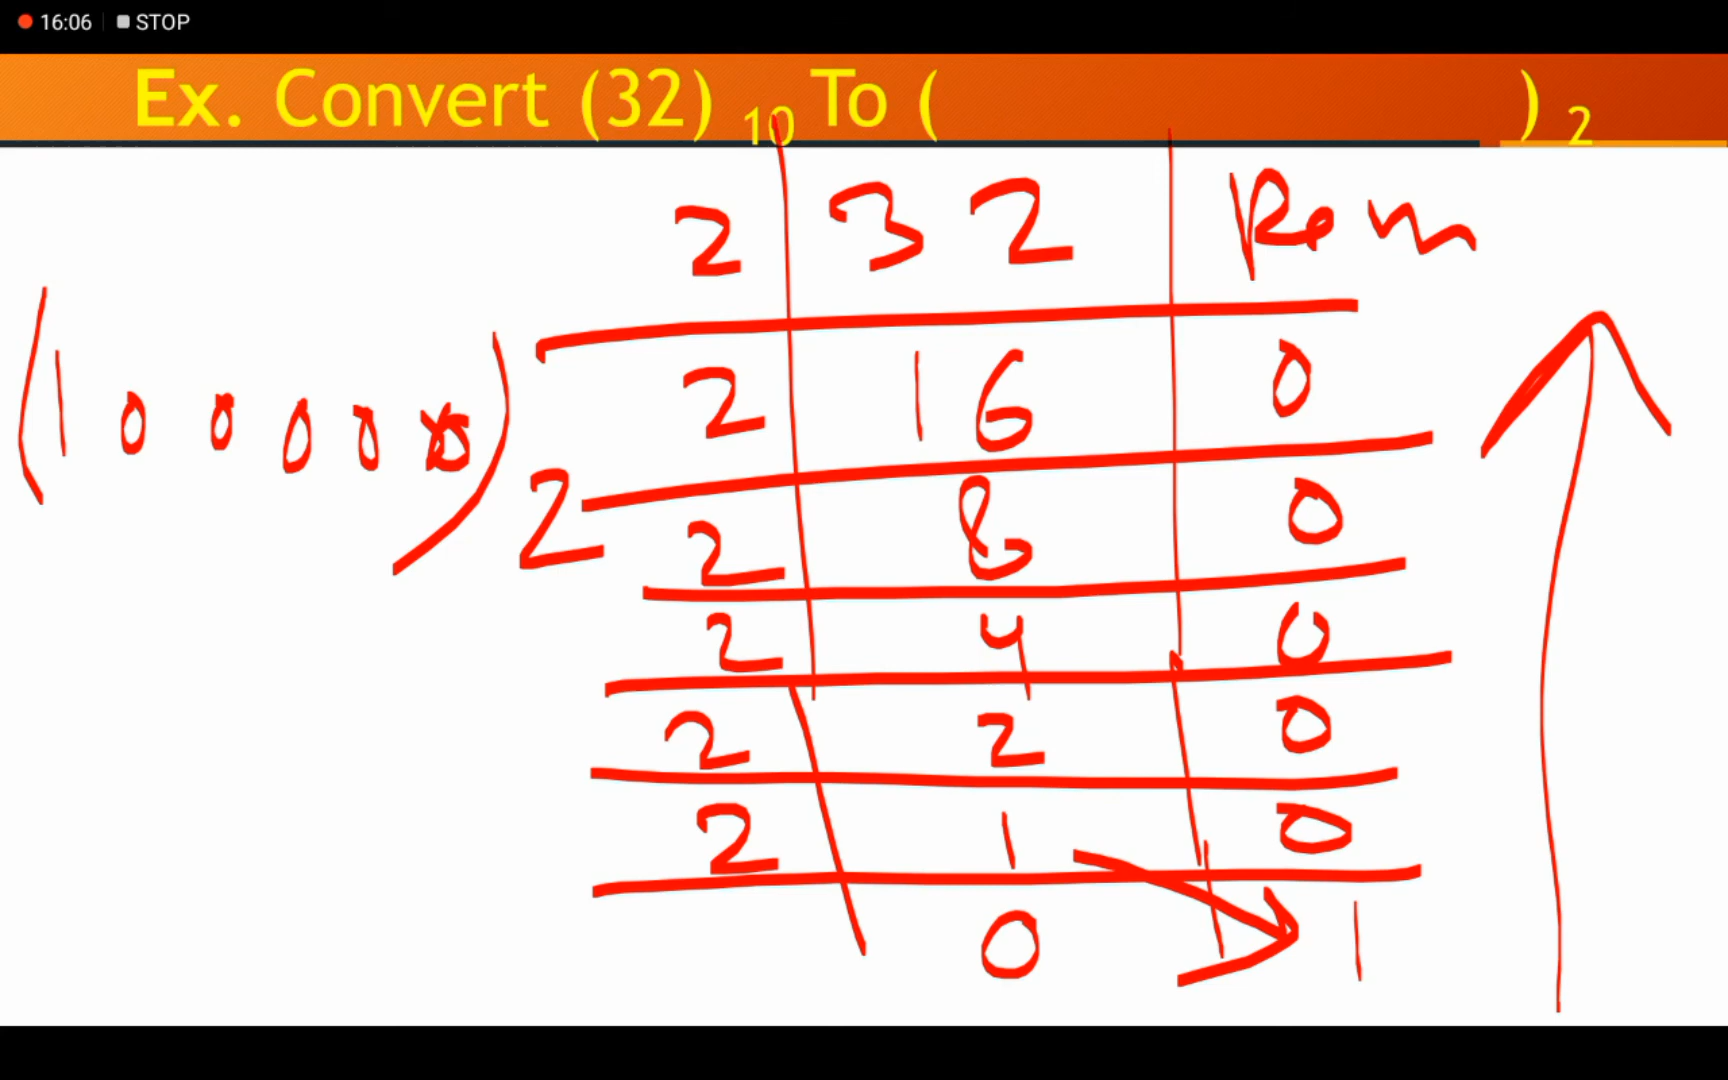 16:06 STOP
Ex. Convert (32) 10 To ( ) 2
2 32 Rem
2 16 0
(100000)2
2 8 0
2 4 0
2 2 0
2 1 0
0 1